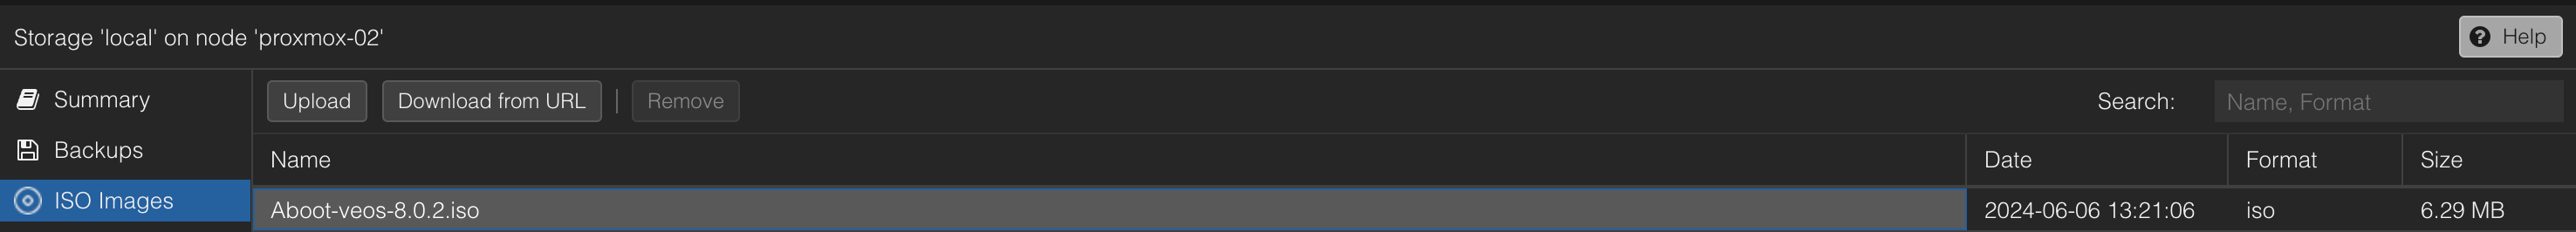 Storage 'local' on node 'proxmox-02'
Help
Summary
Backups
ISO Images
Upload
Download from URL
Remove
Search:
Name, Format
Name
Date
Format
Size
Aboot-veos-8.0.2.iso
2024-06-06 13:21:06
iso
6.29 MB